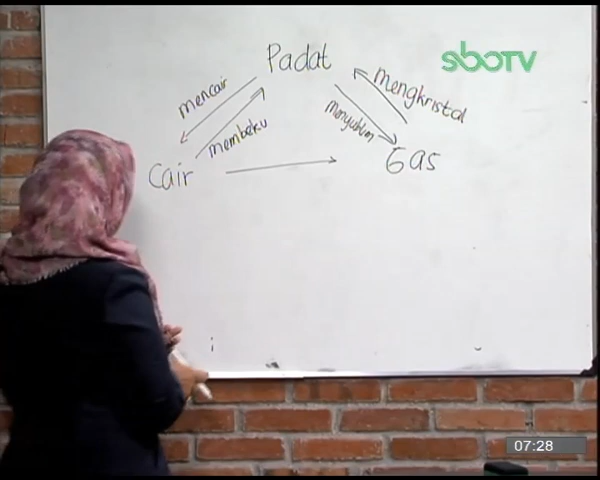 sboTV
Padat
mencair
mengkristal
membeku
menyublim
Cair
Gas
07:28